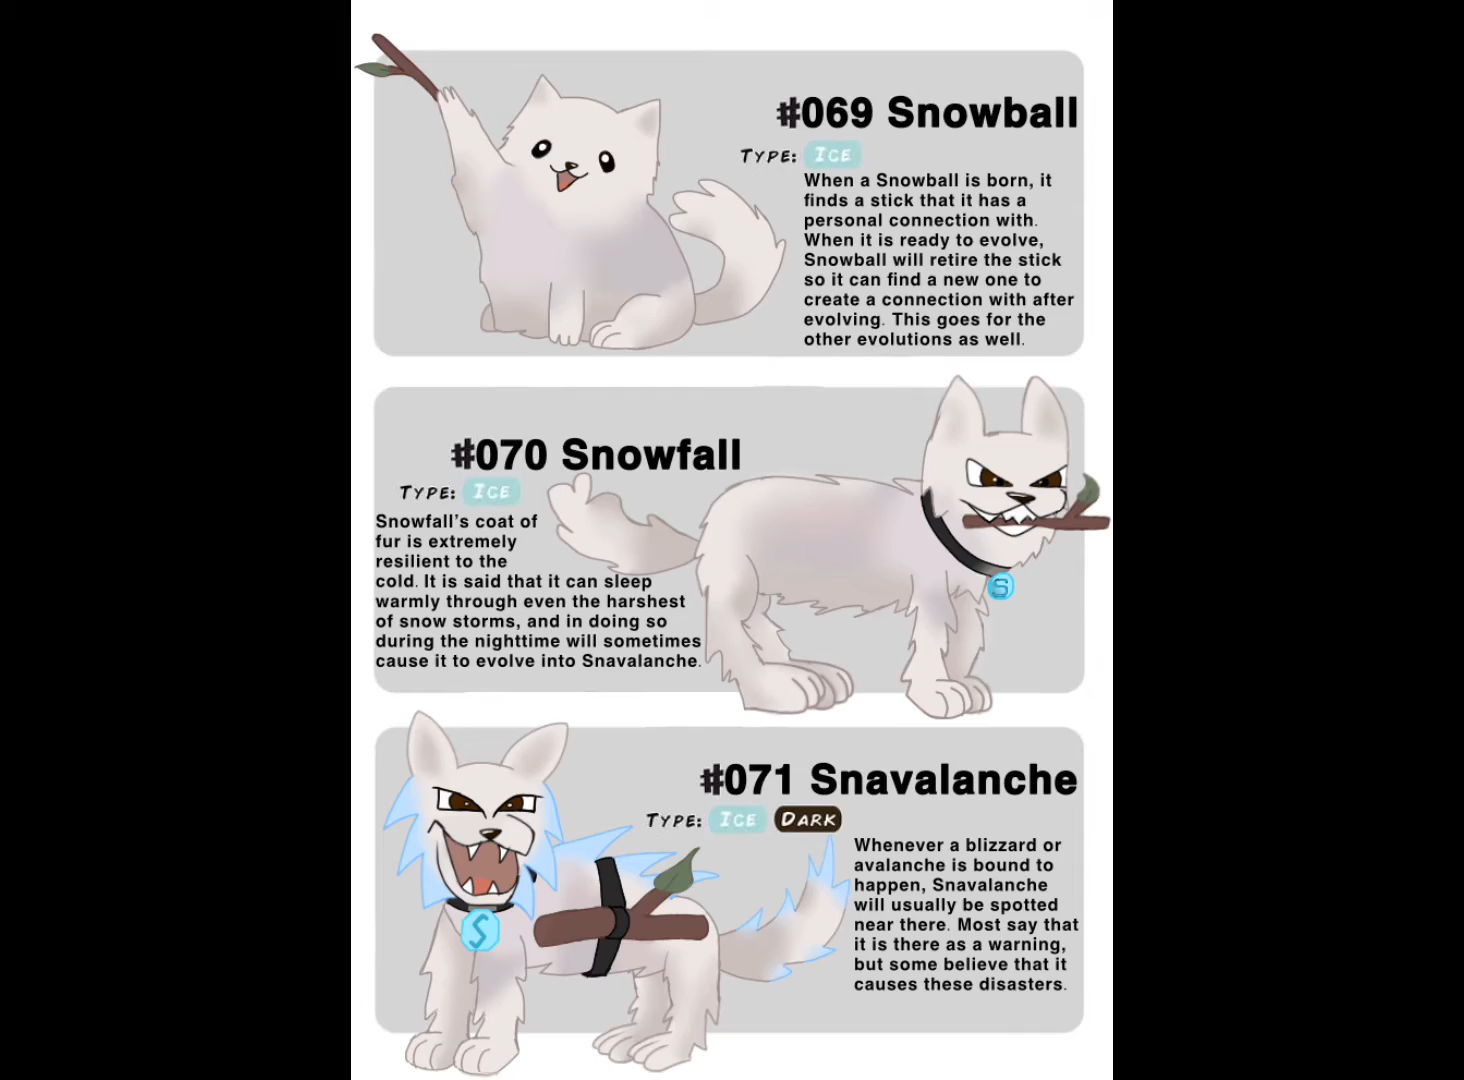 #069 Snowball
Type: Ice
When a Snowball is born, it
finds a stick that it has a
personal connection with.
When it is ready to evolve,
Snowball will retire the stick
so it can find a new one to
create a connection with after
evolving. This goes for the
other evolutions as well.
#070 Snowfall
Type: Ice
Snowfall's coat of
fur is extremely
resilient to the
cold. It is said that it can sleep
warmly through even the harshest
of snow storms, and in doing so
during the nighttime will sometimes
cause it to evolve into Snavalanche.
S
#071 Snavalanche
Type: Ice Dark
Whenever a blizzard or
avalanche is bound to
happen, Snavalanche
will usually be spotted
near there. Most say that
it is there as a warning,
but some believe that it
causes these disasters.
S